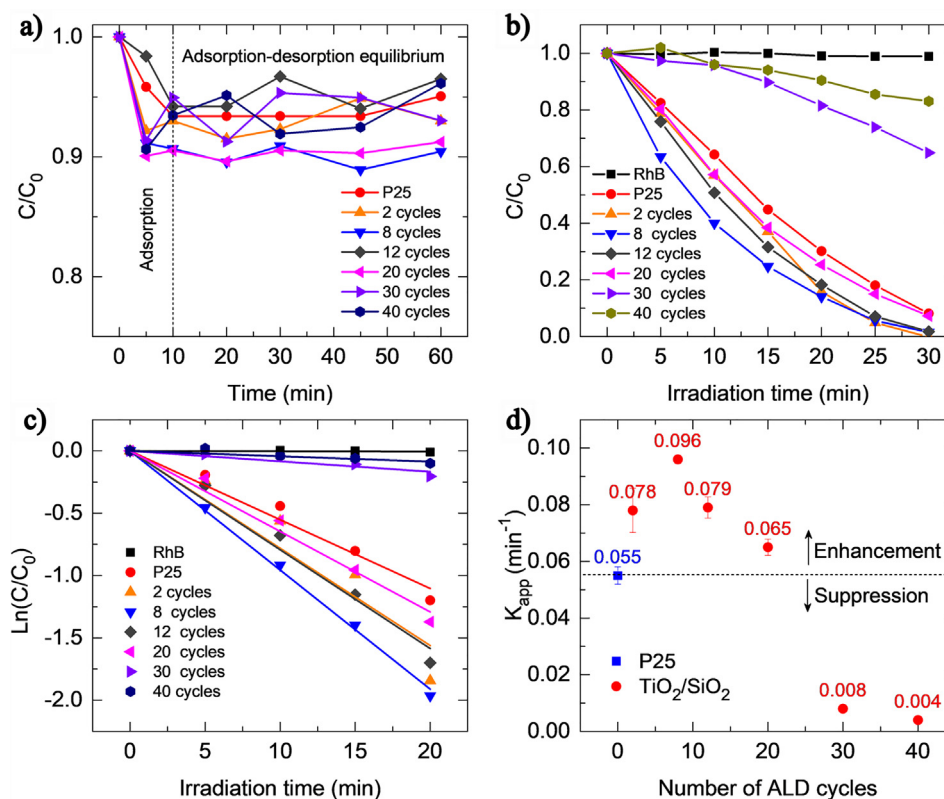 a)
1.0
0.9
0.8
C/C0
Adsorption-desorption equilibrium
Adsorption
P25
2 cycles
8 cycles
12 cycles
20 cycles
30 cycles
40 cycles
0 10 20 30 40 50 60
Time (min)
b)
1.0
0.8
0.6
0.4
0.2
0.0
C/C0
RhB
P25
2 cycles
8 cycles
12 cycles
20 cycles
30 cycles
40 cycles
0 5 10 15 20 25 30
Irradiation time (min)
c)
0.0
-0.5
-1.0
-1.5
-2.0
Ln(C/C0)
RhB
P25
2 cycles
8 cycles
12 cycles
20 cycles
30 cycles
40 cycles
0 5 10 15 20
Irradiation time (min)
d)
0.10
0.08
0.06
0.04
0.02
0.00
Kapp (min-1)
0.096
0.078
0.079
0.065
0.055
Enhancement
Suppression
P25
TiO2/SiO2
0.008
0.004
0 10 20 30 40
Number of ALD cycles